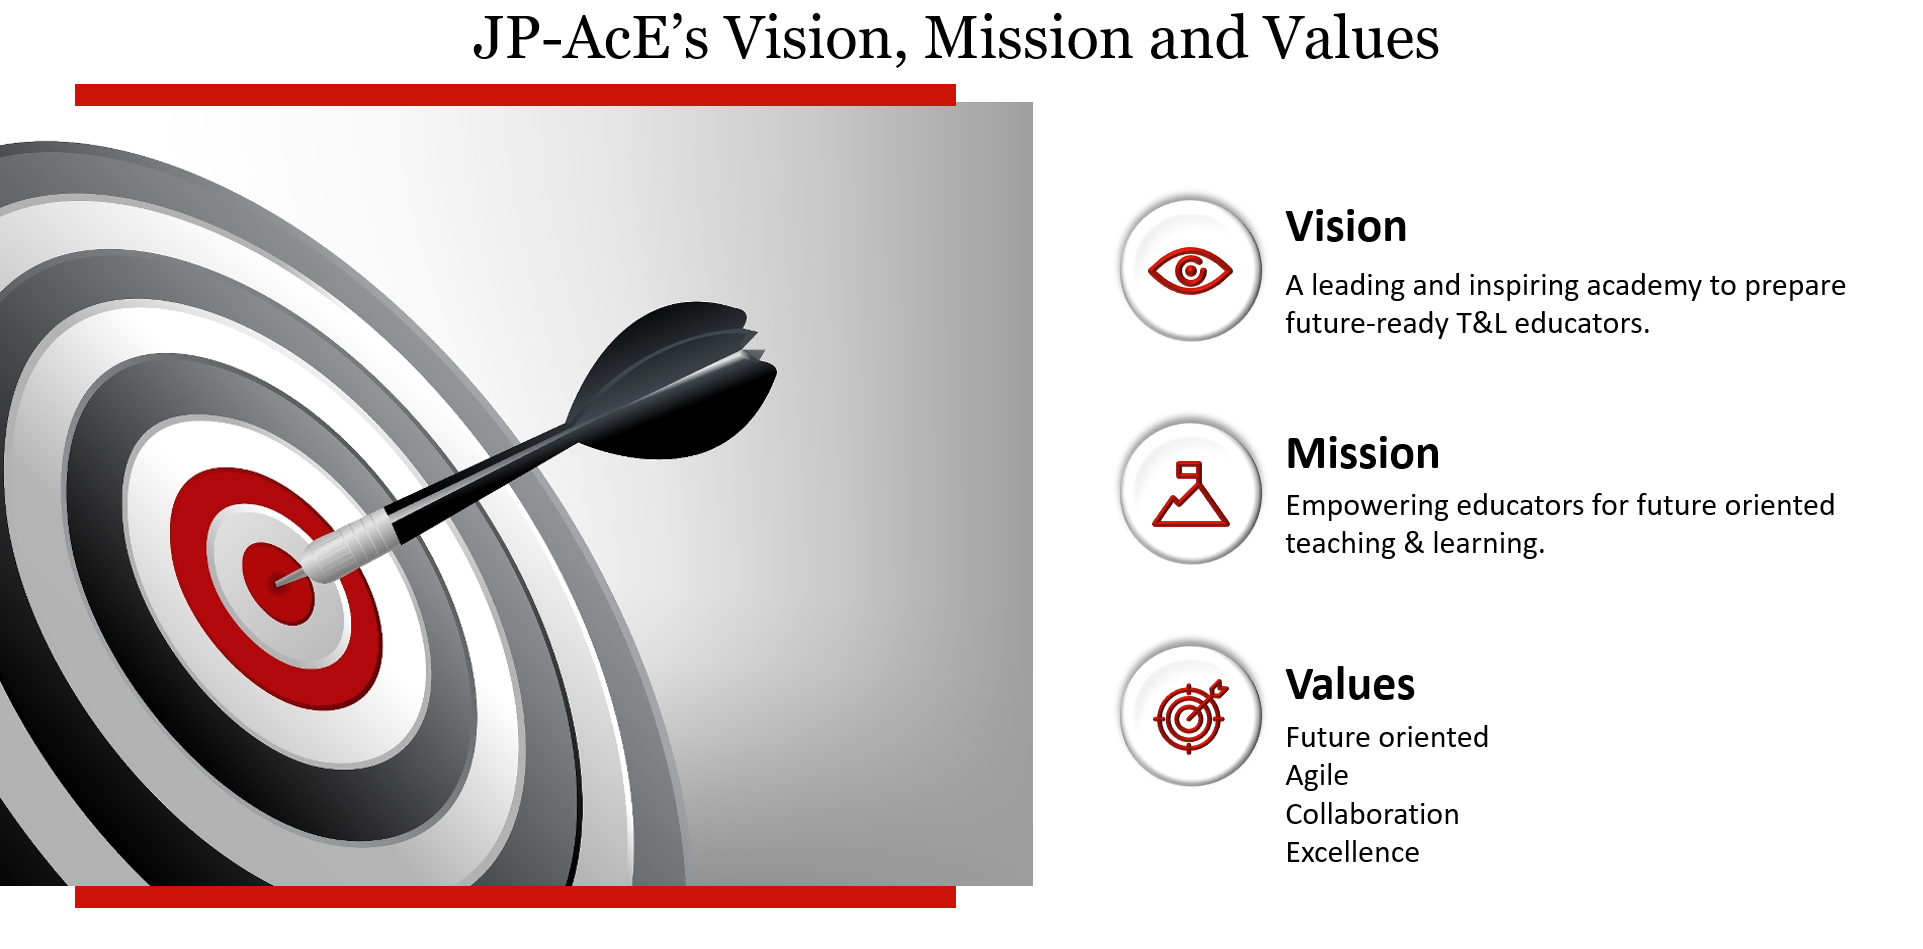 JP-AcE’s Vision, Mission and Values
Vision
A leading and inspiring academy to prepare
future-ready T&L educators.
Mission
Empowering educators for future oriented
teaching & learning.
Values
Future oriented
Agile
Collaboration
Excellence